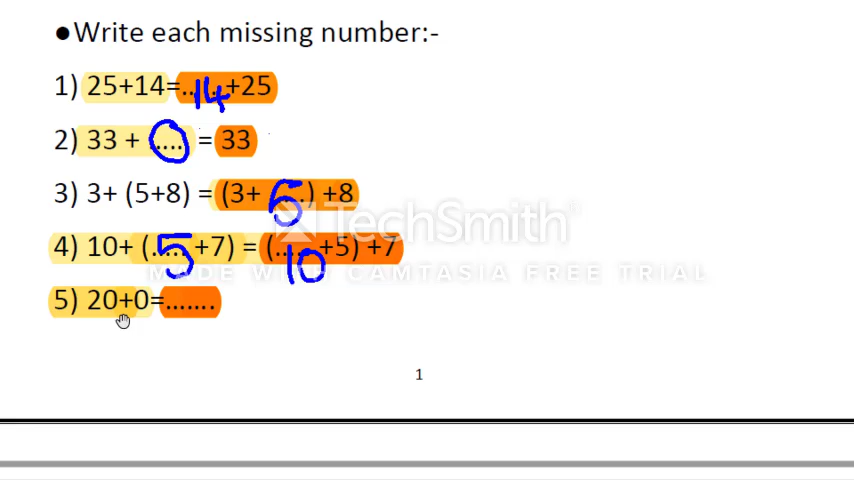 ●Write each missing number:-
1) 25+14=14+25
2) 33 + 0 = 33
3) 3+ (5+8) = (3+ 5) +8
4) 10+ (5+7) = (10+5) +7
5) 20+0=.......
TechSmith
MADE WITH CAMTASIA FREE TRIAL
1